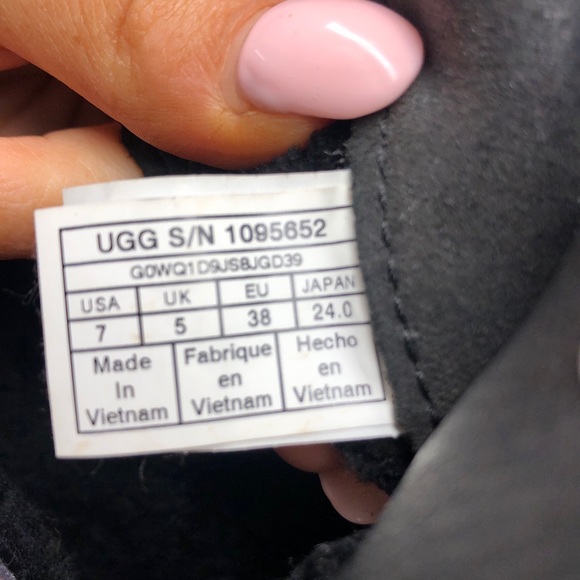 UGG S/N 1095652
G0WQ1D9JS8JGD39
USA UK EU JAPAN
7 5 38 24.0
Made Fabrique Hecho
In en en
Vietnam Vietnam Vietnam